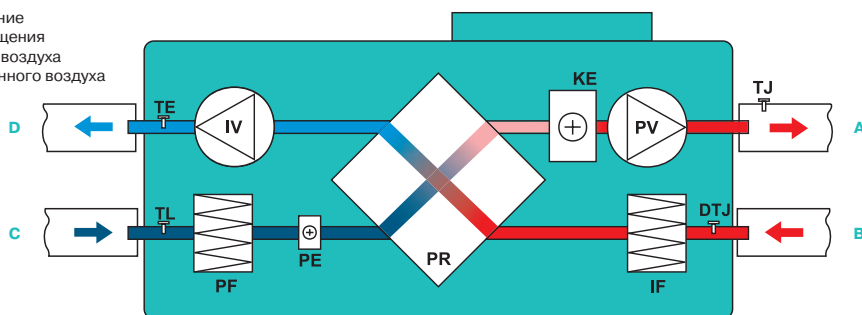 ние
щения
воздуха
нного воздуха
KE
TJ
TE
D
IV
PV
A
TL
DTJ
C
B
PE
PR
PF
IF